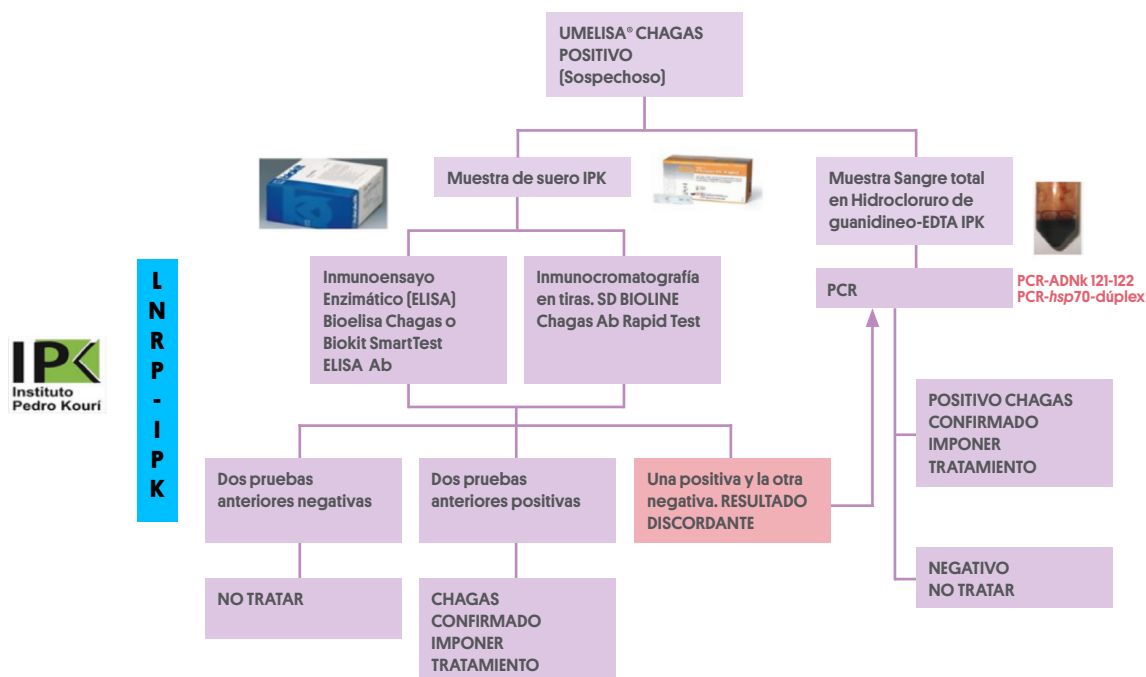 UMELISA® CHAGAS
POSITIVO
(Sospechoso)
Muestra de suero IPK
Muestra Sangre total
en Hidrocloruro de
guanidineo-EDTA IPK
Inmunoensayo
Enzimático (ELISA)
Bioelisa Chagas o
Biokit SmartTest
ELISA Ab
Inmunocromatografía
en tiras. SD BIOLINE
Chagas Ab Rapid Test
PCR
PCR-ADNk 121-122
PCR-hsp70-dúplex
L
N
R
P
-
I
P
K
IPK
Instituto
Pedro Kourí
POSITIVO CHAGAS
CONFIRMADO
IMPONER
TRATAMIENTO
Dos pruebas
anteriores negativas
Dos pruebas
anteriores positivas
Una positiva y la otra
negativa. RESULTADO
DISCORDANTE
NO TRATAR
CHAGAS
CONFIRMADO
IMPONER
TRATAMIENTO
NEGATIVO
NO TRATAR